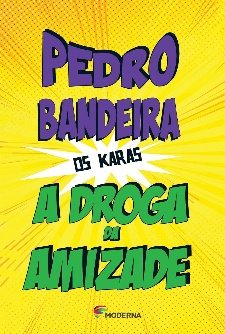 PEDRO
BANDEIRA
OS KARAS
A DROGA
DA
AMIZADE
MODERNA